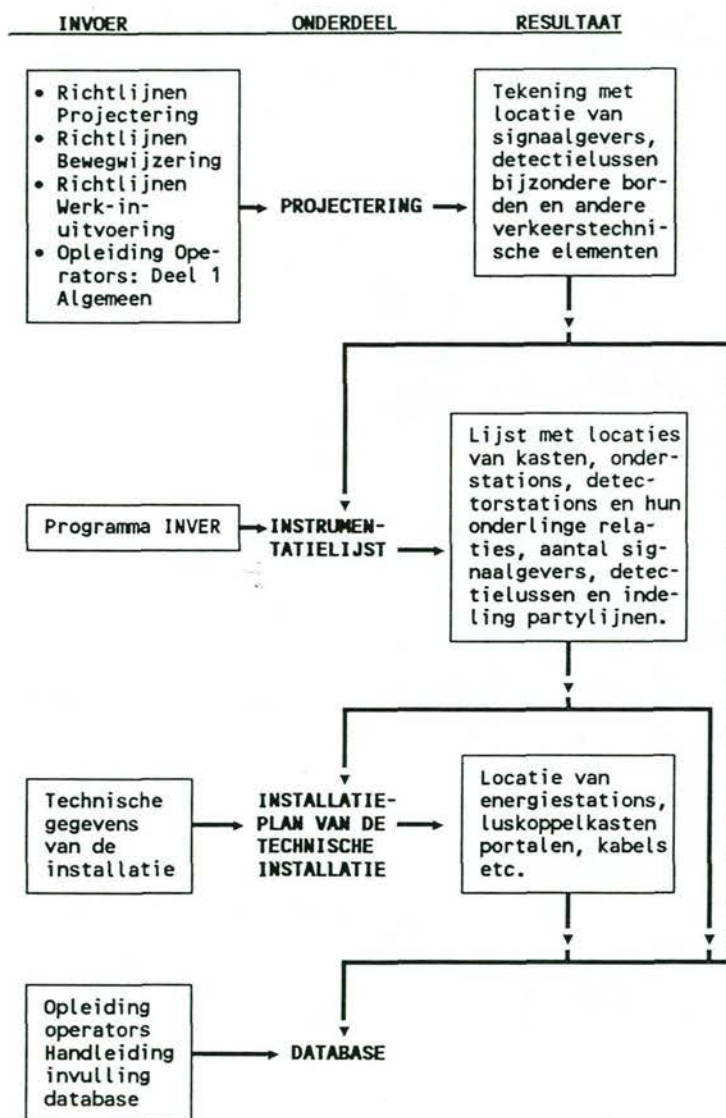 INVOER ONDERDEEL RESULTAAT
• Richtlijnen
Projectering
• Richtlijnen
Bewegwijzering
• Richtlijnen
Werk-in-
uitvoering
• Opleiding Ope-
rators: Deel 1
Algemeen
PROJECTERING
Tekening met
locatie van
signaalgevers,
detectielussen
bijzondere bor-
den en andere
verkeerstechni-
sche elementen
Programma INVER
INSTRUMEN-
TATIELIJST
Lijst met locaties
van kasten, onder-
stations, detec-
torstations en hun
onderlinge rela-
ties, aantal sig-
naalgevers, detec-
tielussen en inde-
ling partylijnen.
Technische
gegevens
van de
installatie
INSTALLATIE-
PLAN VAN DE
TECHNISCHE
INSTALLATIE
Locatie van
energiestations,
luskoppelkasten
portalen, kabels
etc.
Opleiding
operators
Handleiding
invulling
database
DATABASE